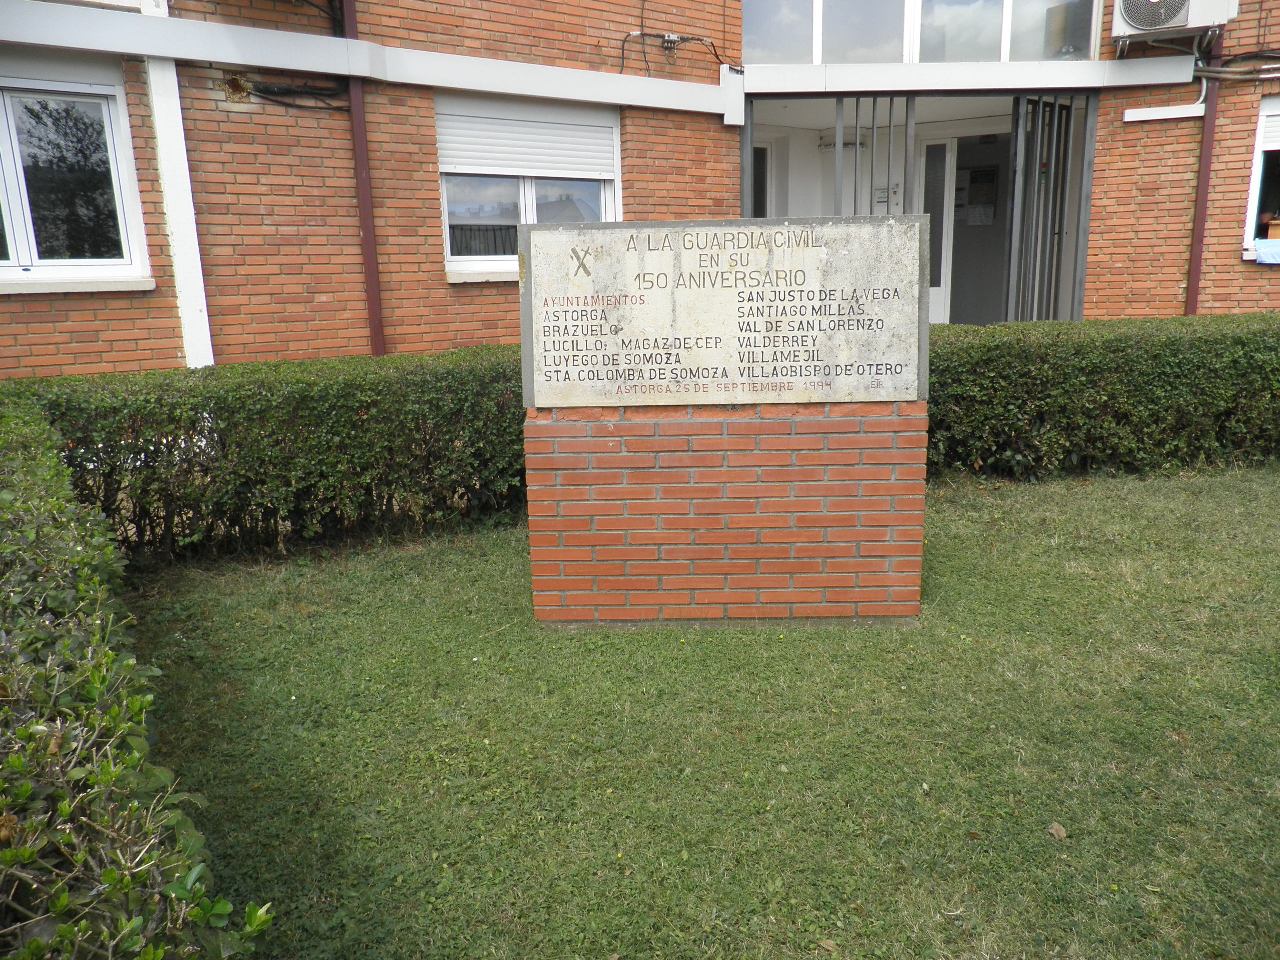 A LA GUARDIA CIVIL
EN SU
150 ANIVERSARIO
AYUNTAMIENTOS:
ASTORGA
BRAZUELO
LUCILLO. MAGAZ DE CEP.
LUYEGO DE SOMOZA
STA. COLOMBA DE SOMOZA
SAN JUSTO DE LA VEGA
SANTIAGO MILLAS
VAL DE SAN LORENZO
VALDERREY
VILLAMEJIL
VILLAOBISPO DE OTERO
ASTORGA 25 DE SEPTIEMBRE 1994